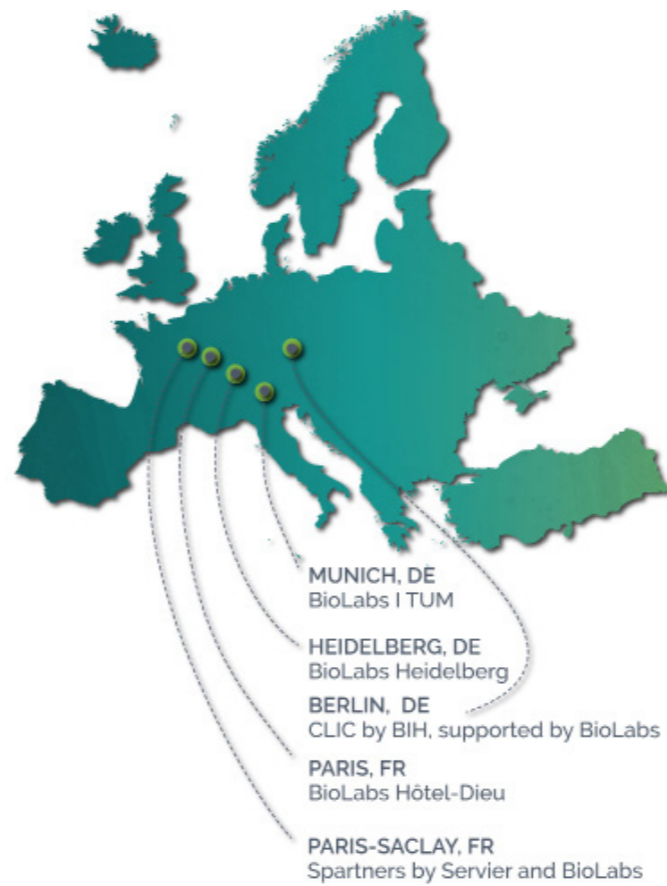 MUNICH, DE
BioLabs I TUM
HEIDELBERG, DE
BioLabs Heidelberg
BERLIN, DE
CLIC by BIH, supported by BioLabs
PARIS, FR
BioLabs Hôtel-Dieu
PARIS-SACLAY, FR
Spartners by Servier and BioLabs